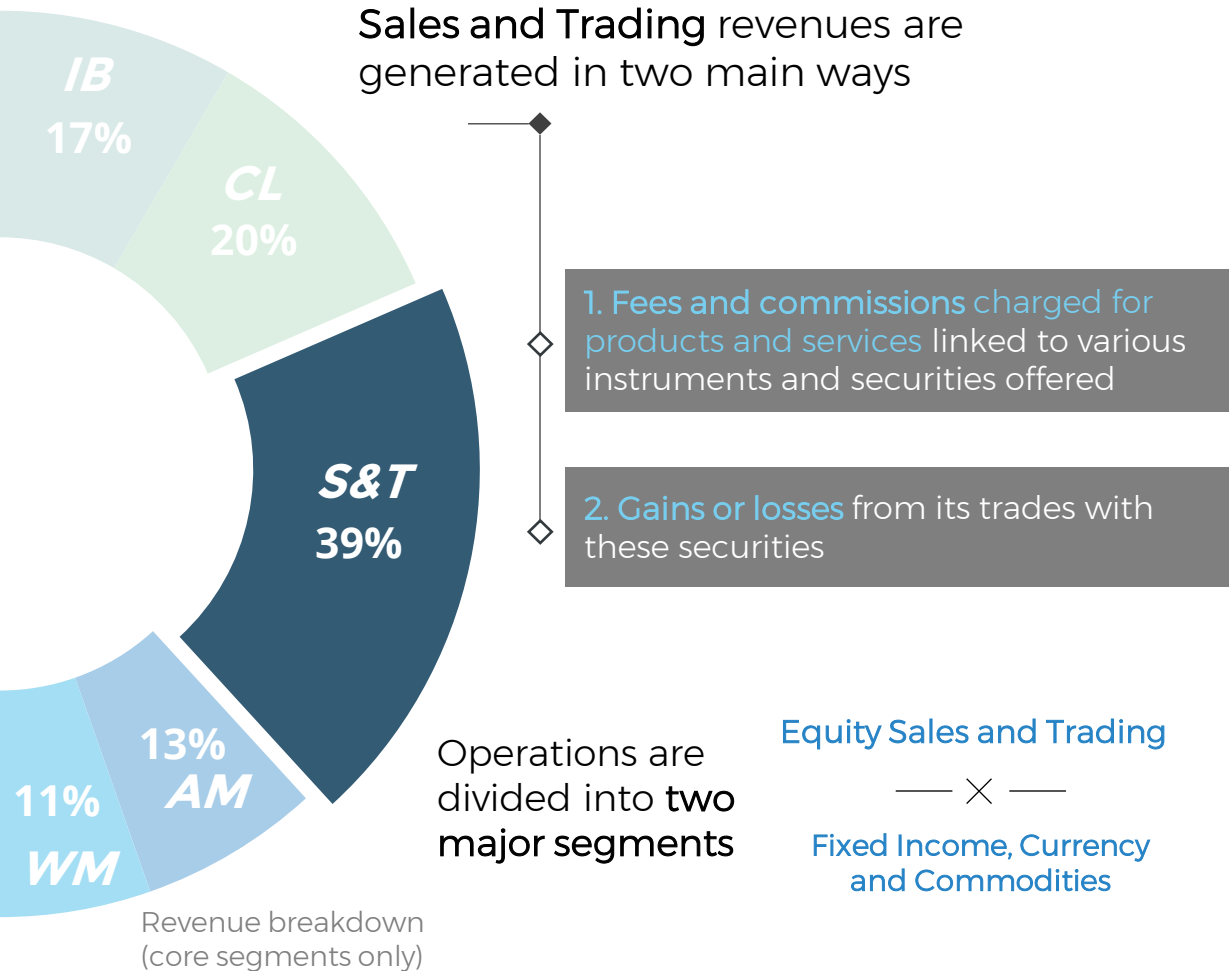 Sales and Trading revenues are
generated in two main ways
IB
17%
CL
20%
1. Fees and commissions charged for
products and services linked to various
instruments and securities offered
S&T
39%
2. Gains or losses from its trades with
these securities
13%
AM
11%
WM
Operations are
divided into two
major segments
Equity Sales and Trading
Fixed Income, Currency
and Commodities
Revenue breakdown
(core segments only)